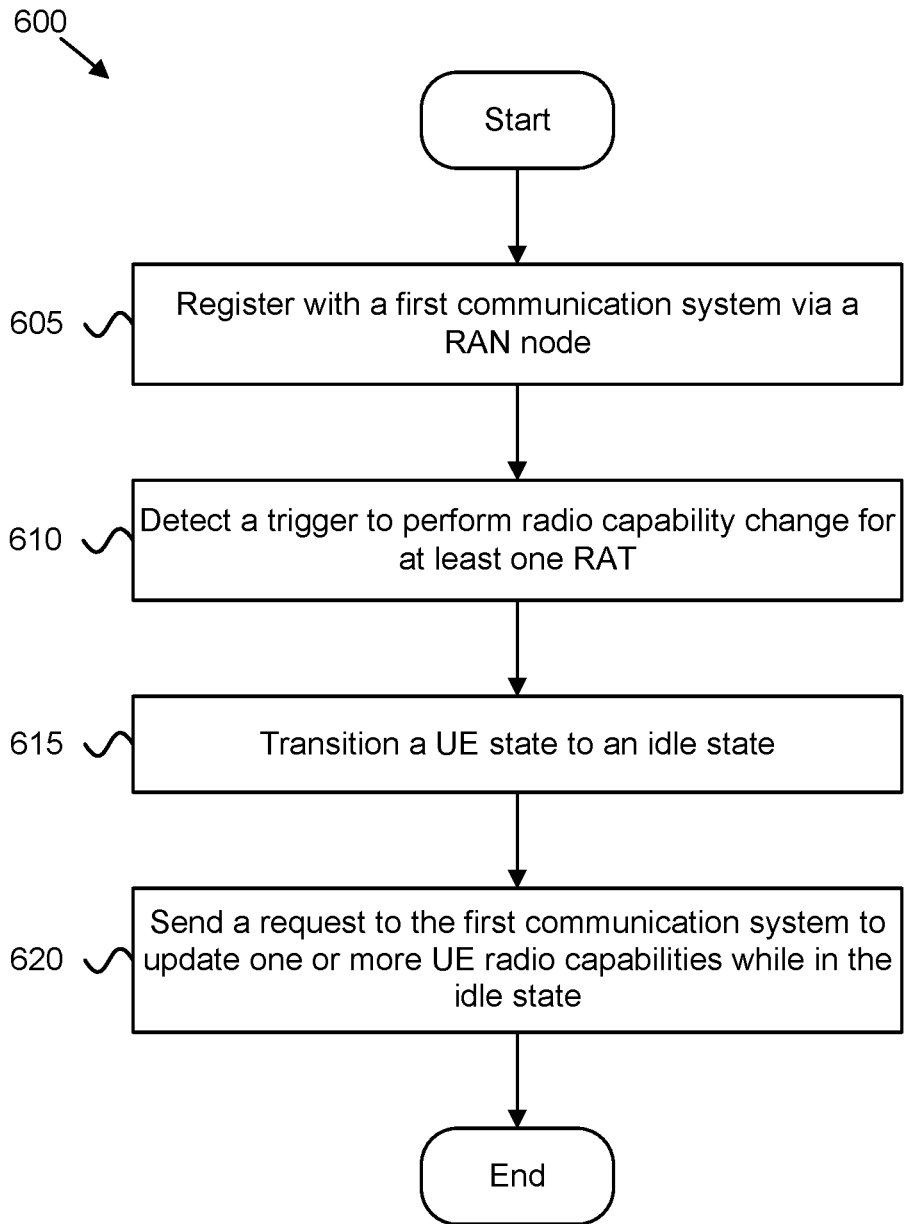 600
Start
605
Register with a first communication system via a
RAN node
610
Detect a trigger to perform radio capability change for
at least one RAT
615
Transition a UE state to an idle state
620
Send a request to the first communication system to
update one or more UE radio capabilities while in the
idle state
End